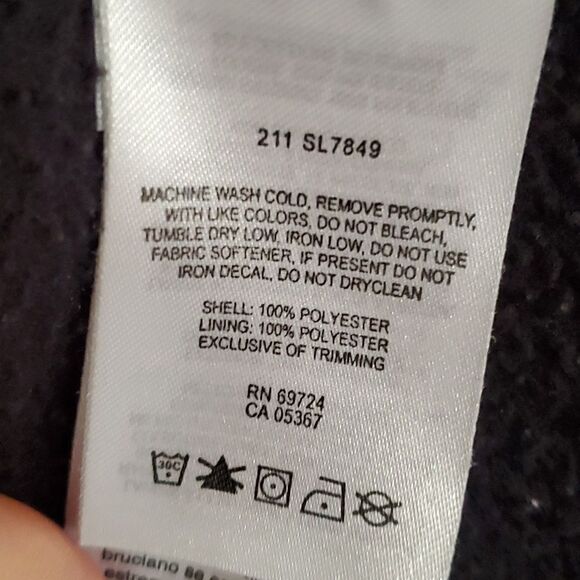 211 SL7849
MACHINE WASH COLD, REMOVE PROMPTLY,
WITH LIKE COLORS, DO NOT BLEACH,
TUMBLE DRY LOW, IRON LOW, DO NOT USE
FABRIC SOFTENER, IF PRESENT DO NOT
IRON DECAL, DO NOT DRYCLEAN
SHELL: 100% POLYESTER
LINING: 100% POLYESTER
EXCLUSIVE OF TRIMMING
RN 69724
CA 05367
30C
bruciano se